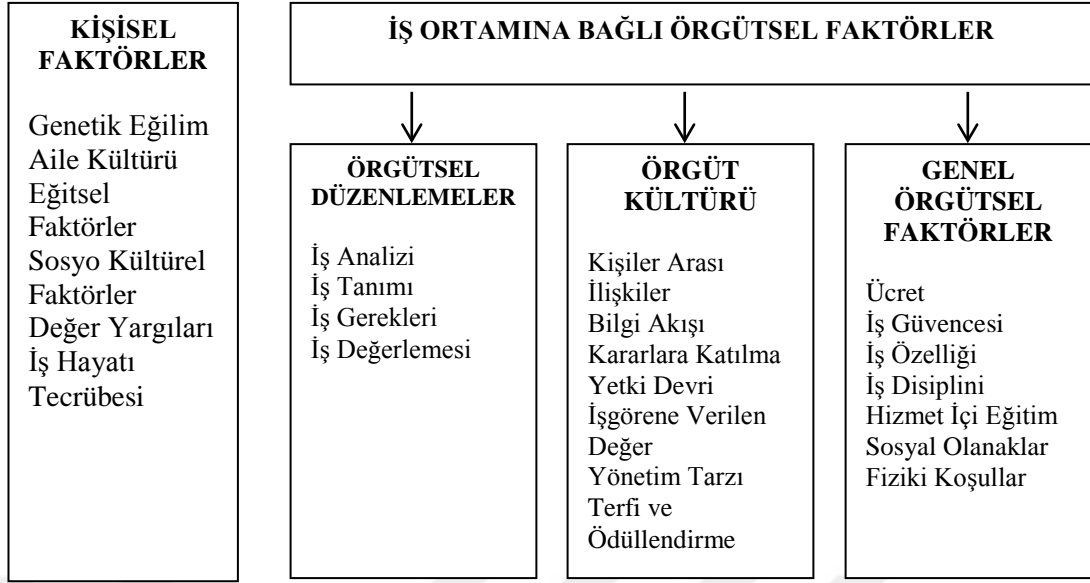 KİŞİSEL
FAKTÖRLER
Genetik Eğilim
Aile Kültürü
Eğitsel
Faktörler
Sosyo Kültürel
Faktörler
Değer Yargıları
İş Hayatı
Tecrübesi
İŞ ORTAMINA BAĞLI ÖRGÜTSEL FAKTÖRLER
ÖRGÜTSEL
DÜZENLEMELER
İş Analizi
İş Tanımı
İş Gerekleri
İş Değerlemesi
ÖRGÜT
KÜLTÜRÜ
Kişiler Arası
İlişkiler
Bilgi Akışı
Kararlara Katılma
Yetki Devri
İşgörene Verilen
Değer
Yönetim Tarzı
Terfi ve
Ödüllendirme
GENEL
ÖRGÜTSEL
FAKTÖRLER
Ücret
İş Güvencesi
İş Özelliği
İş Disiplini
Hizmet İçi Eğitim
Sosyal Olanaklar
Fiziki Koşullar